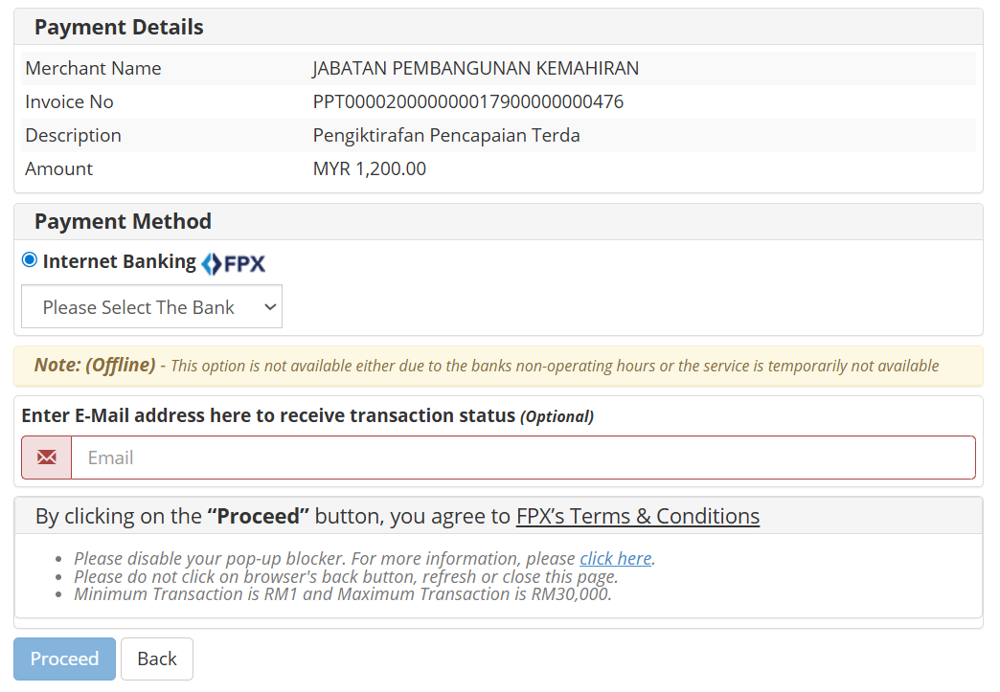 Payment Details
Merchant Name JABATAN PEMBANGUNAN KEMAHIRAN
Invoice No PPT000020000000017900000000476
Description Pengiktirafan Pencapaian Terda
Amount MYR 1,200.00
Payment Method
Internet Banking FPX
Please Select The Bank
Note: (Offline) - This option is not available either due to the banks non-operating hours or the service is temporarily not available
Enter E-Mail address here to receive transaction status (Optional)
Email
By clicking on the “Proceed” button, you agree to FPX’s Terms & Conditions
• Please disable your pop-up blocker. For more information, please click here.
• Please do not click on browser's back button, refresh or close this page.
• Minimum Transaction is RM1 and Maximum Transaction is RM30,000.
Proceed Back